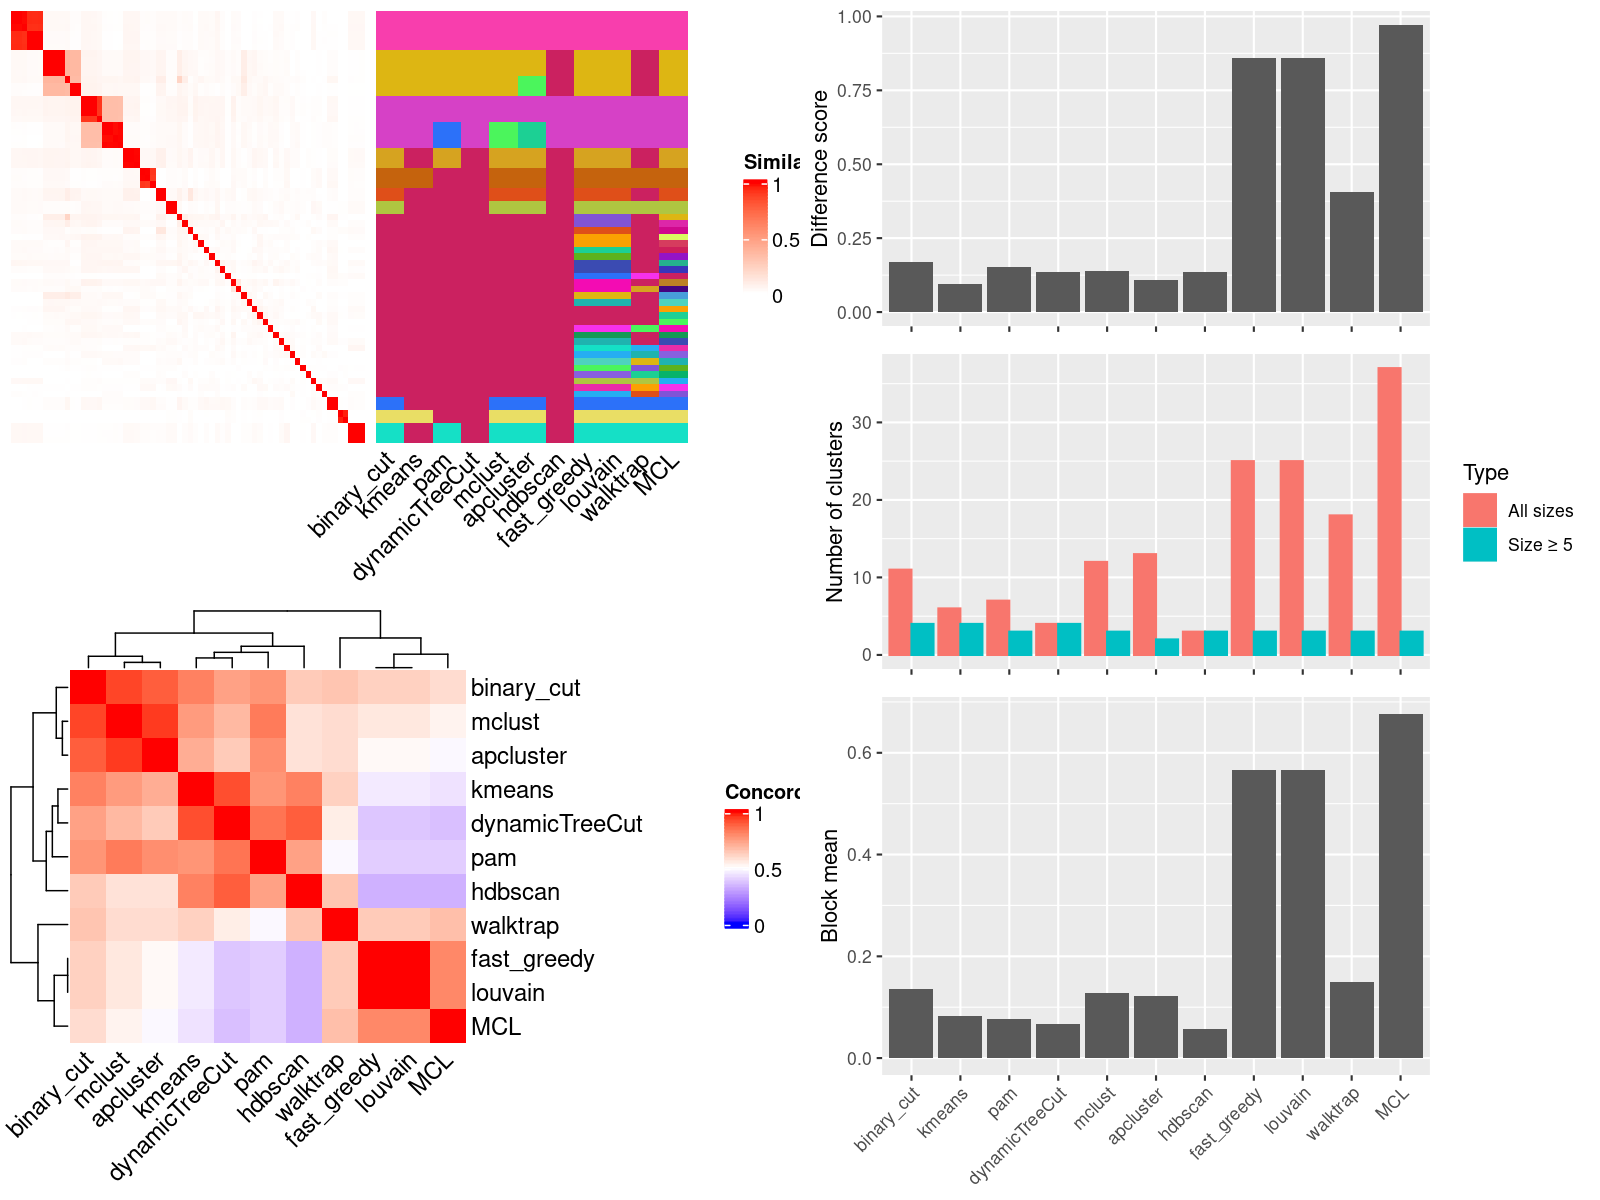 Simila
1
0.5
0
binary_cut
kmeans
pam
dynamicTreeCut
mclust
apcluster
hdbscan
fast_greedy
louvain
walktrap
MCL
Difference score
1.00
0.75
0.50
0.25
0.00
Number of clusters
30
20
10
0
Type
All sizes
Size ≥ 5
binary_cut
mclust
apcluster
kmeans
dynamicTreeCut
pam
hdbscan
walktrap
fast_greedy
louvain
MCL
binary_cut
mclust
apcluster
kmeans
dynamicTreeCut
pam
hdbscan
walktrap
fast_greedy
louvain
MCL
Concord
1
0.5
0
Block mean
0.6
0.4
0.2
0.0
binary_cut
kmeans
pam
dynamicTreeCut
mclust
apcluster
hdbscan
fast_greedy
louvain
walktrap
MCL